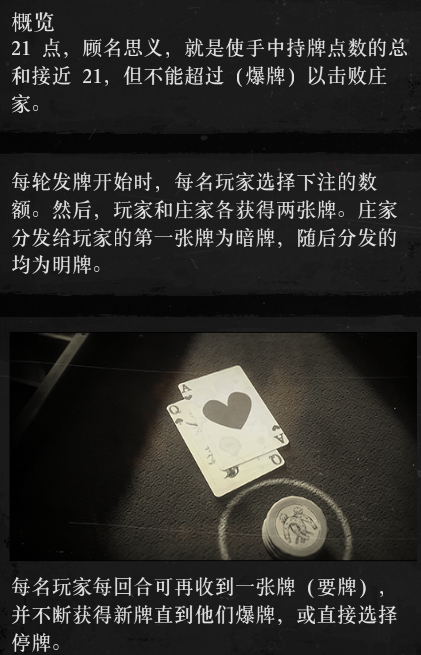 概览
21 点，顾名思义，就是使手中持牌点数的总
和接近 21，但不能超过（爆牌）以击败庄
家。
每轮发牌开始时，每名玩家选择下注的数
额。然后，玩家和庄家各获得两张牌。庄家
分发给玩家的第一张牌为暗牌，随后分发的
均为明牌。
A
Q
A
Q
每名玩家每回合可再收到一张牌（要牌），
并不断获得新牌直到他们爆牌，或直接选择
停牌。